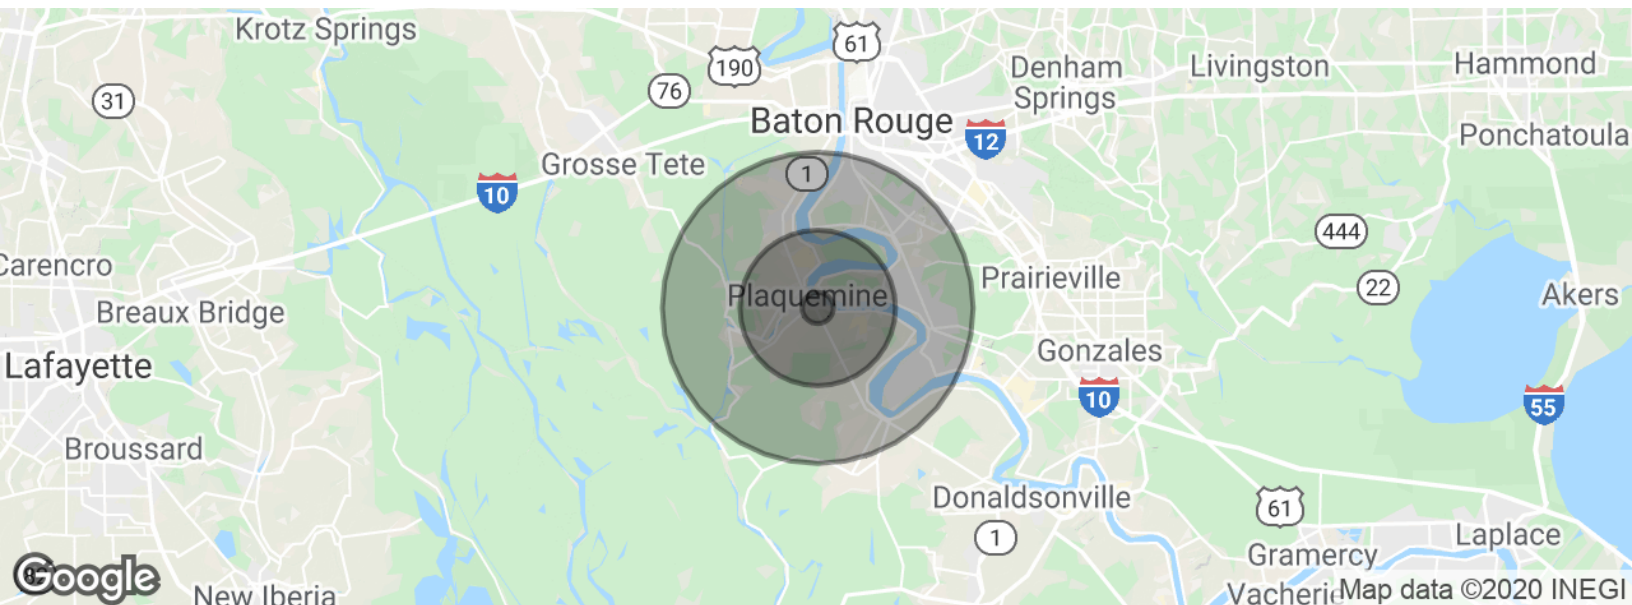 Krotz Springs
61
190
Denham
Springs
Livingston
Hammond
31
76
Baton Rouge
12
Ponchatoula
Grosse Tete
1
10
444
Carencro
Prairieville
22
Plaquemine
Akers
Breaux Bridge
Gonzales
Lafayette
10
55
Broussard
Donaldsonville
61
1
Laplace
Gramercy
Google
New Iberia
Vacherie
Map data ©2020 INEGI